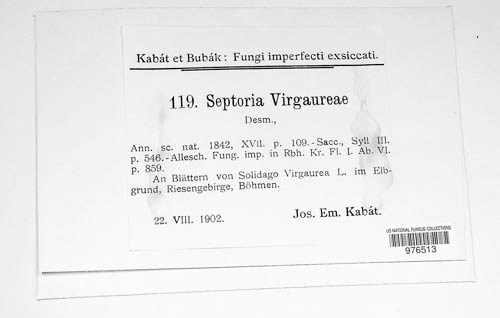 Kabát et Bubák: Fungi imperfecti exsiccati.
119. Septoria Virgaureae
Desm.,
Ann. sc. nat. 1842, XVII. p. 109.-Sacc., Syll III.
p. 546.-Allesch. Fung. imp. in Rbh. Kr. Fl. I. Ab. VI.
p. 859.
An Blättern von Solidago Virgaurea L. im Elb-
grund, Riesengebirge, Böhmen.
22. VIII. 1902. Jos. Em. Kabát.
US NATIONAL FUNGUS COLLECTIONS
976513